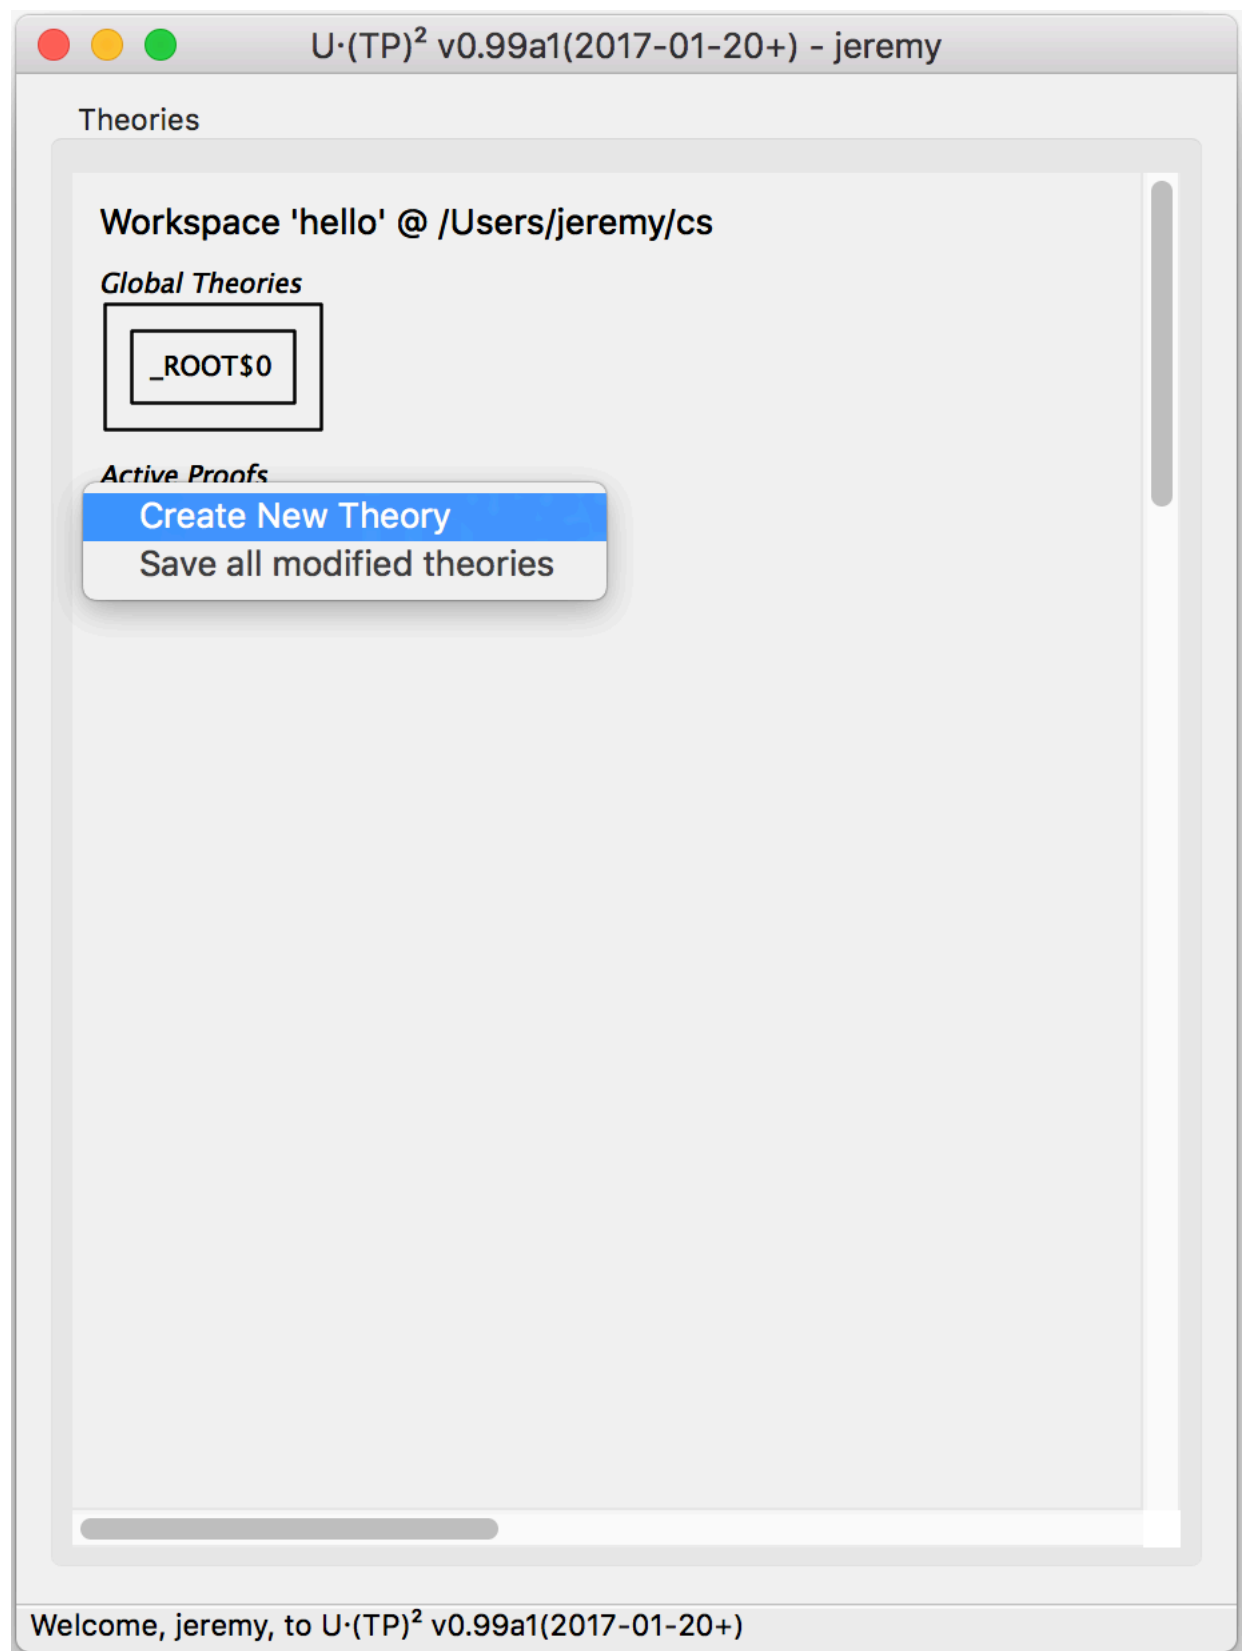 U·(TP)² v0.99a1(2017-01-20+) - jeremy
Theories
Workspace 'hello' @ /Users/jeremy/cs
Global Theories
_ROOT$0
Active Proofs
Create New Theory
Save all modified theories
Welcome, jeremy, to U·(TP)² v0.99a1(2017-01-20+)